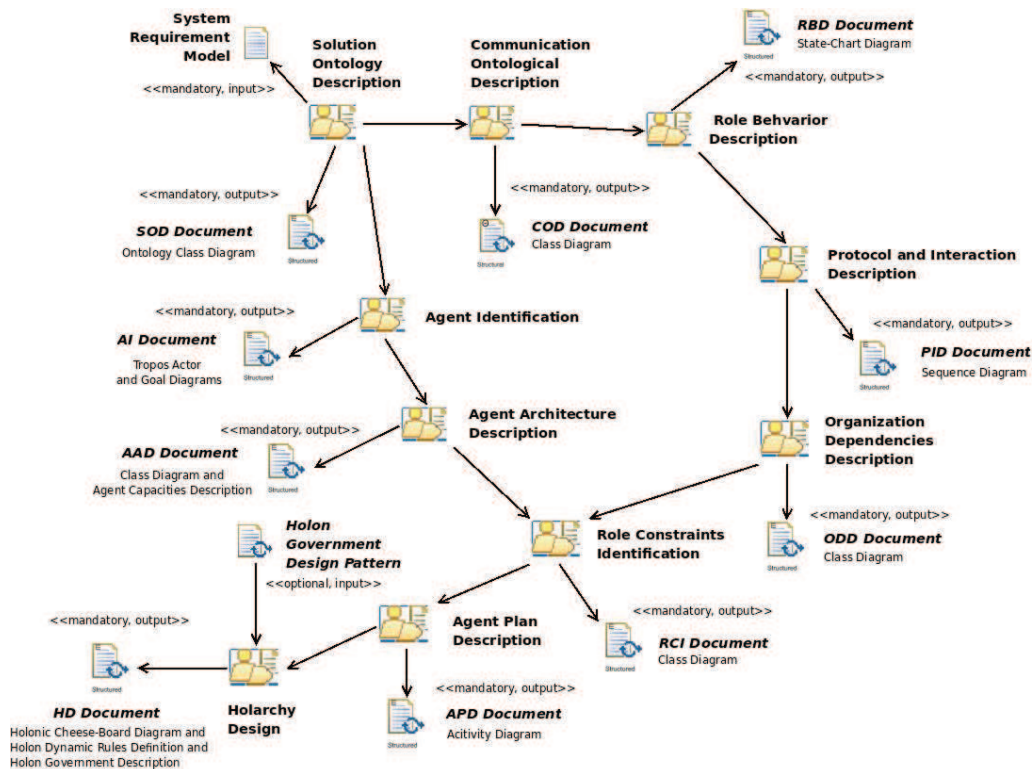 System
Requirement
Model
<<mandatory, input>>
Solution
Ontology
Description
Communication
Ontological
Description
RBD Document
State-Chart Diagram
Structured
<<mandatory, output>>
Role Behvarior
Description
<<mandatory, output>>
SOD Document
Ontology Class Diagram
Structured
<<mandatory, output>>
COD Document
Class Diagram
Structural
Protocol and Interaction
Description
<<mandatory, output>>
AI Document
Tropos Actor
and Goal Diagrams
Structured
Agent Identification
<<mandatory, output>>
PID Document
Sequence Diagram
Structured
Agent Architecture
Description
<<mandatory, output>>
AAD Document
Class Diagram and
Agent Capacities Description
Structured
Organization
Dependencies
Description
<<mandatory, output>>
ODD Document
Class Diagram
Structured
Holon
Government
Design Pattern
<<optional, input>>
Role Constraints
Identification
<<mandatory, output>>
RCI Document
Class Diagram
Structured
Agent Plan
Description
<<mandatory, output>>
HD Document
Holonic Cheese-Board Diagram and
Holon Dynamic Rules Definition and
Holon Government Description
Structured
Holarchy
Design
<<mandatory, output>>
APD Document
Acitivity Diagram
Structured